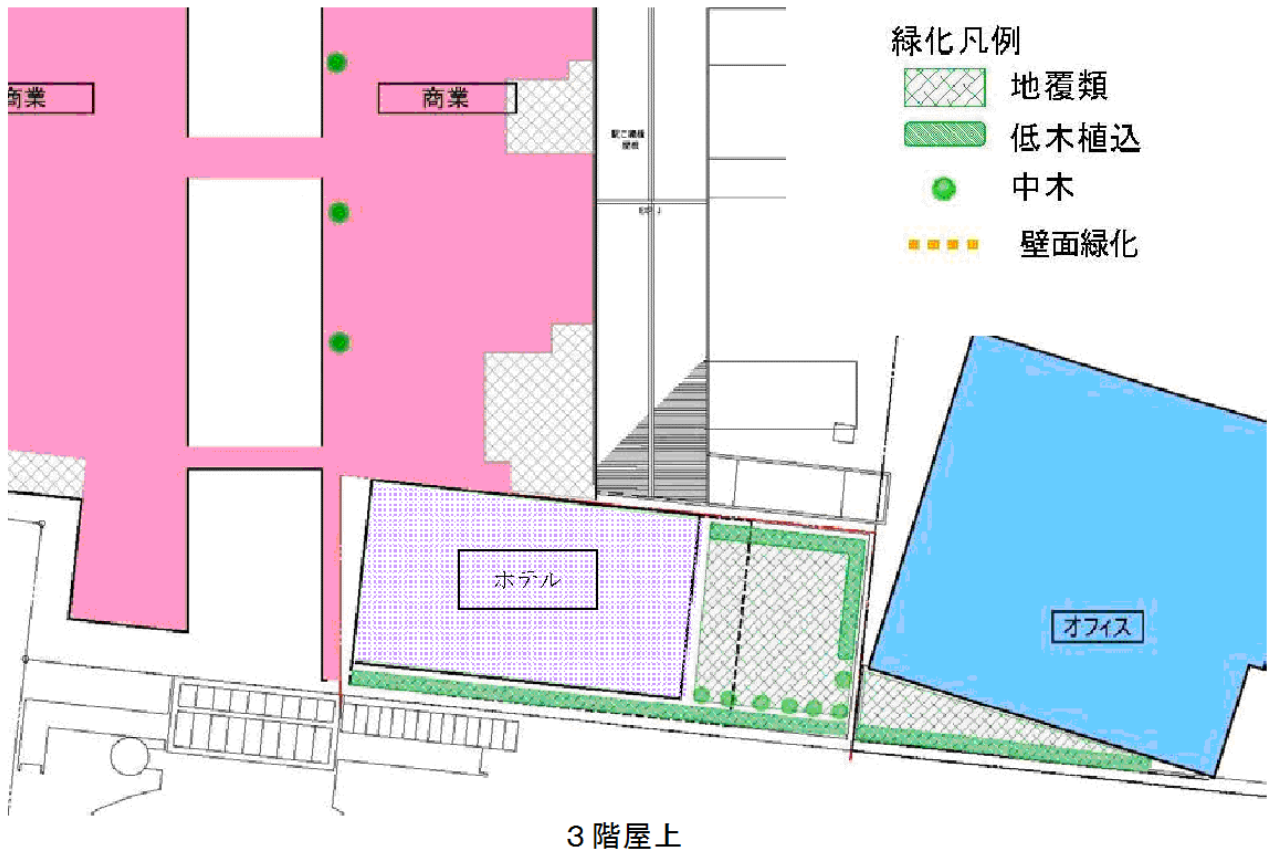 緑化凡例
地覆類
低木植込
中木
壁面緑化
商業
商業
ホテル
オフィス
3階屋上